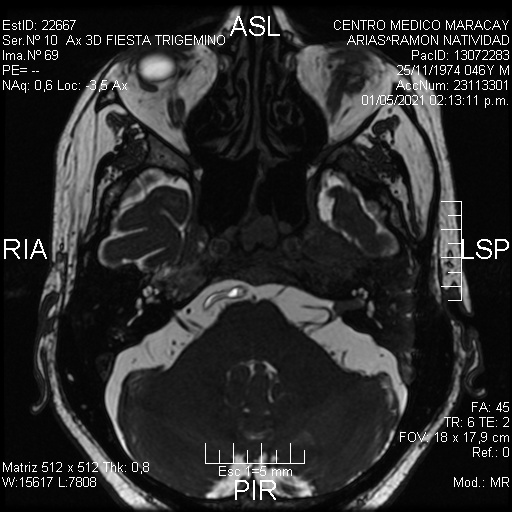 EstID: 22667
Ser.Nº 10 Ax 3D FIESTA TRIGEMINO
Ima.Nº 69
PE= --
NAq: 0,6 Loc: -3,5 Ax
ASL
CENTRO MEDICO MARACAY
ARIAS^RAMON NATIVIDAD
PacID: 13072283
25/11/1974 046Y M
AccNum: 23113301
01/05/2021 02:13:11 p.m.
RIA
LSP
Matriz 512 x 512 Thk: 0,8
W:15617 L:7808
Esc 1=5 mm
PIR
FA: 45
TR: 6 TE: 2
FOV: 18 x 17,9 cm
Ref.: 0
Mod.: MR